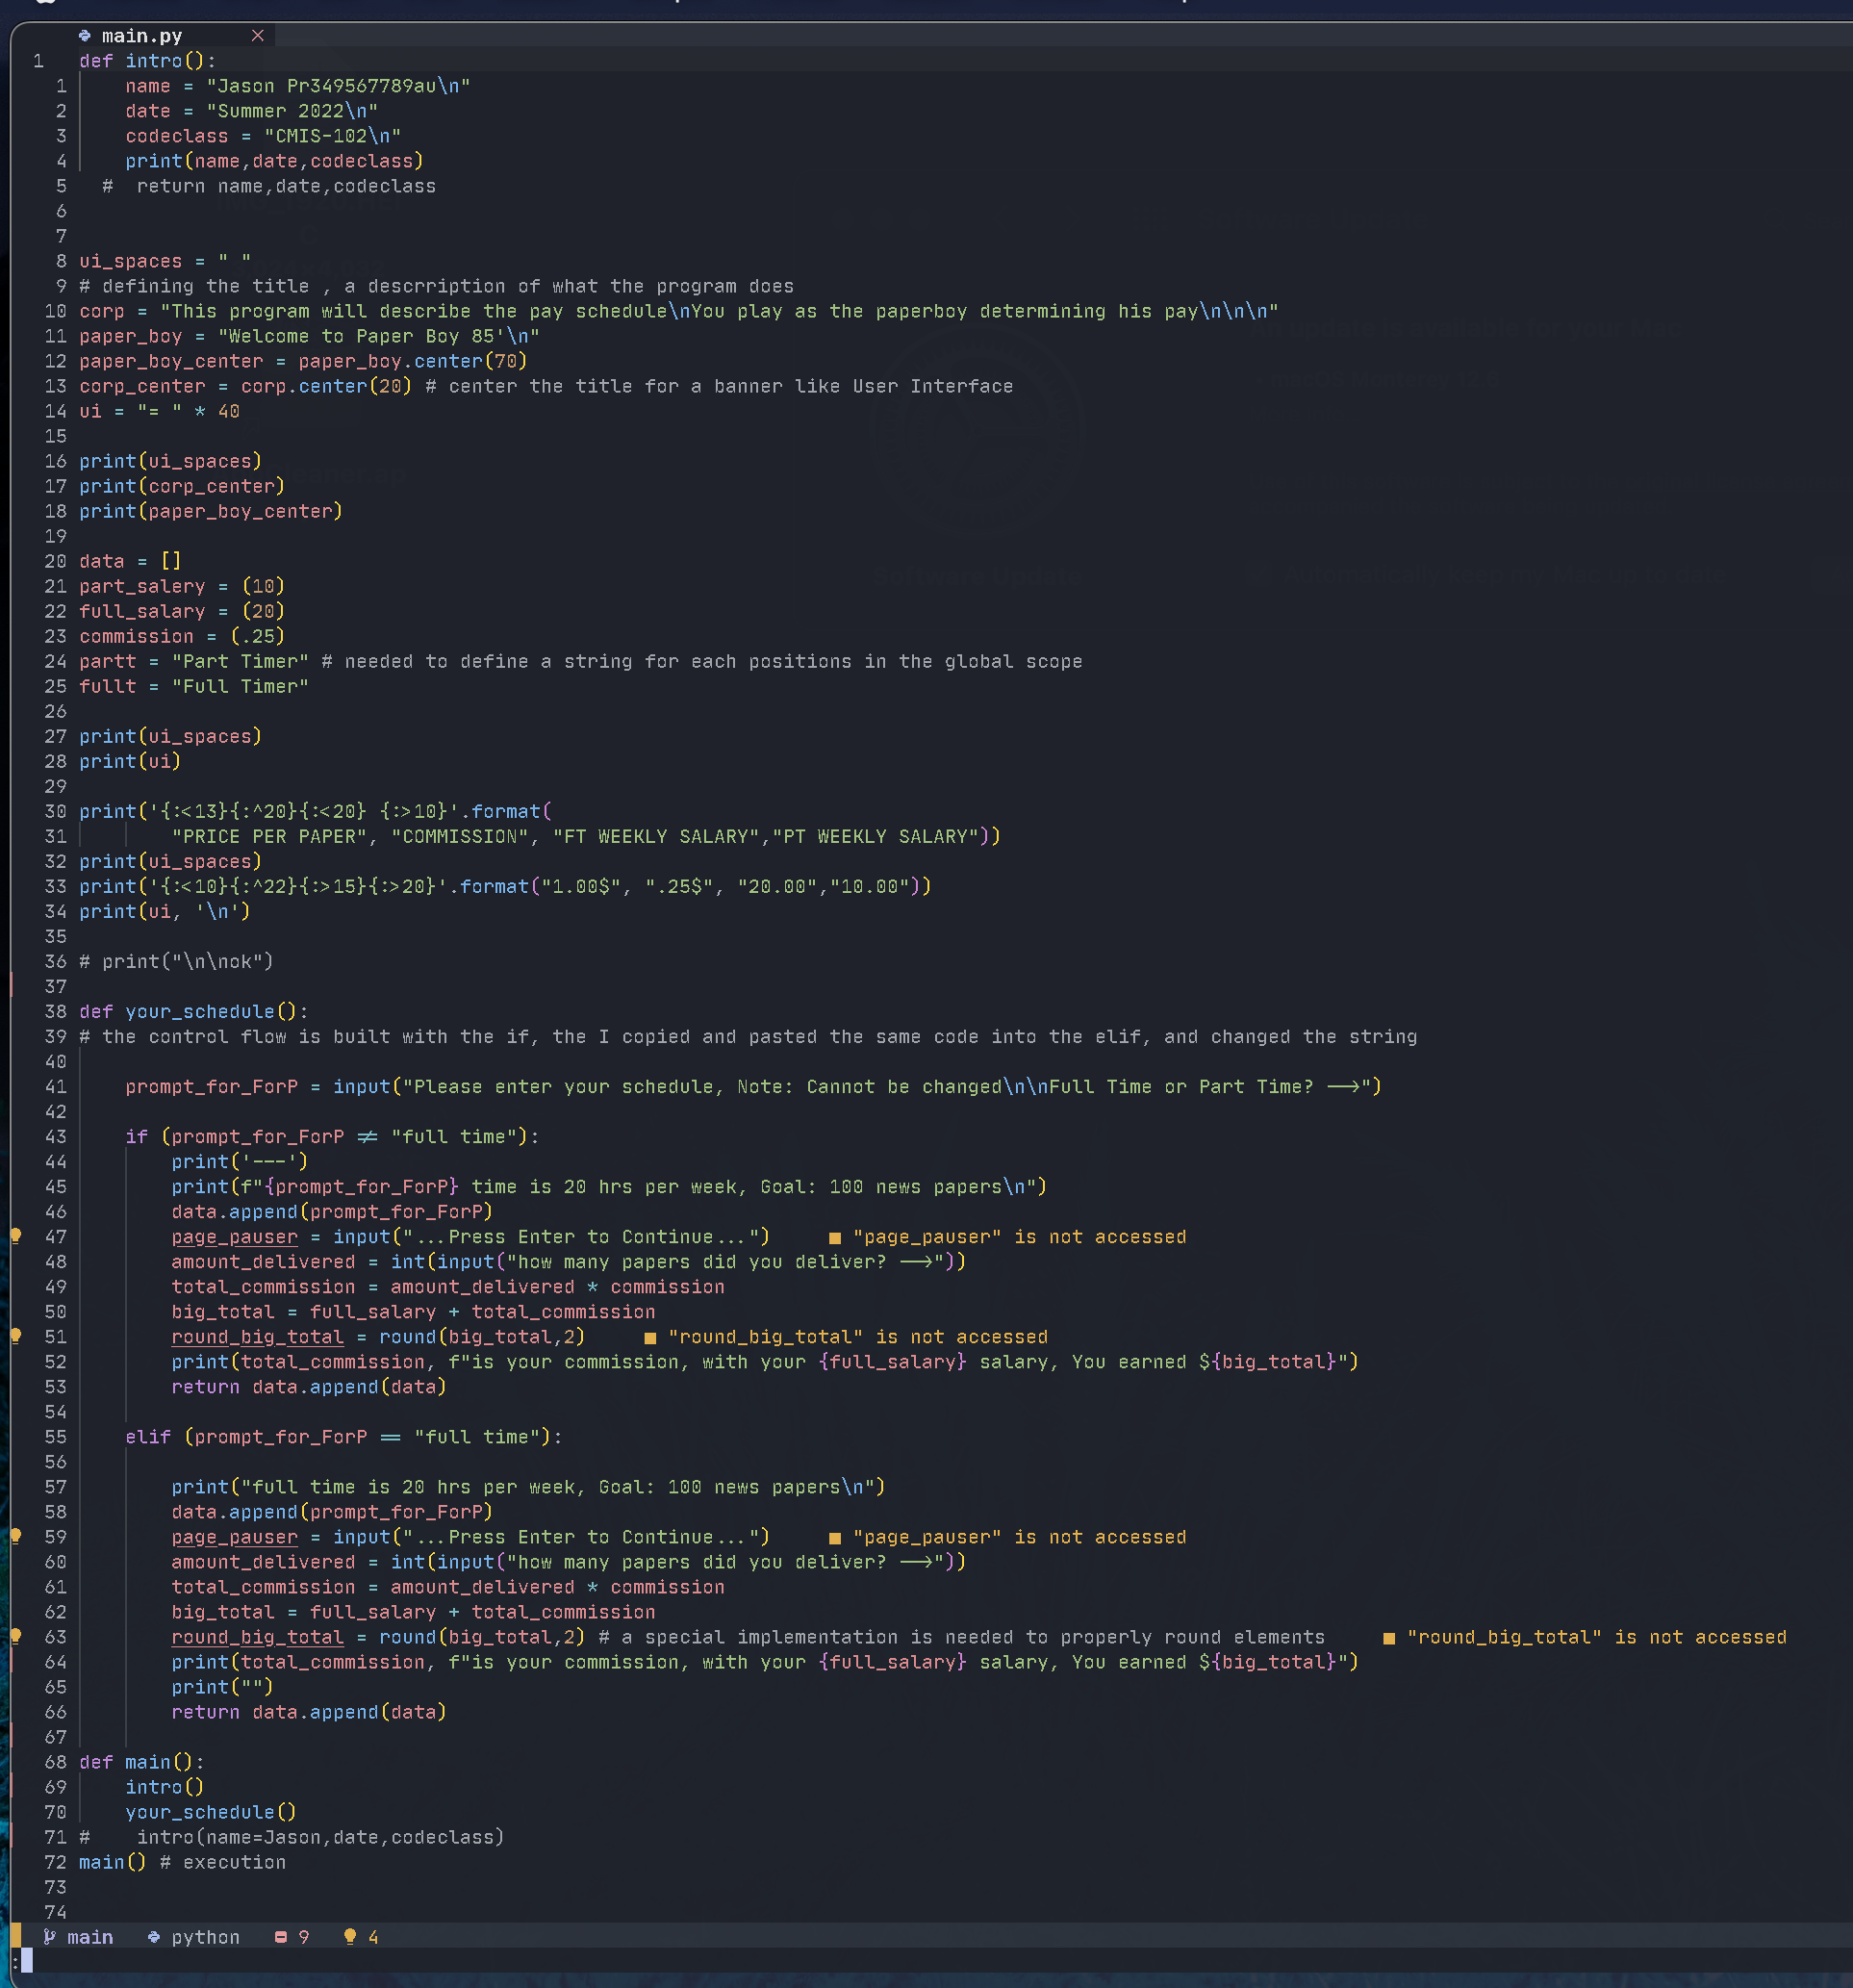 main.py ×
1 def intro():
1     name = "Jason Pr349567789au\n"
2     date = "Summer 2022\n"
3     codeclass = "CMIS-102\n"
4     print(name,date,codeclass)
5   #  return name,date,codeclass
6
7
8 ui_spaces = " "
9 # defining the title , a descrription of what the program does
10 corp = "This program will describe the pay schedule\nYou play as the paperboy determining his pay\n\n\n"
11 paper_boy = "Welcome to Paper Boy 85'\n"
12 paper_boy_center = paper_boy.center(70)
13 corp_center = corp.center(20) # center the title for a banner like User Interface
14 ui = "= " * 40
15
16 print(ui_spaces)
17 print(corp_center)
18 print(paper_boy_center)
19
20 data = []
21 part_salery = (10)
22 full_salary = (20)
23 commission = (.25)
24 partt = "Part Timer" # needed to define a string for each positions in the global scope
25 fullt = "Full Timer"
26
27 print(ui_spaces)
28 print(ui)
29
30 print('{:<13}{:^20}{:<20} {:>10}'.format(
31         "PRICE PER PAPER", "COMMISSION", "FT WEEKLY SALARY","PT WEEKLY SALARY"))
32 print(ui_spaces)
33 print('{:<10}{:^22}{:>15}{:>20}'.format("1.00$", ".25$", "20.00","10.00"))
34 print(ui, '\n')
35
36 # print("\n\nok")
37
38 def your_schedule():
39 # the control flow is built with the if, the I copied and pasted the same code into the elif, and changed the string
40
41     prompt_for_ForP = input("Please enter your schedule, Note: Cannot be changed\n\nFull Time or Part Time? -->")
42
43     if (prompt_for_ForP != "full time"):
44         print('---')
45         print(f"{prompt_for_ForP} time is 20 hrs per week, Goal: 100 news papers\n")
46         data.append(prompt_for_ForP)
47         page_pauser = input("...Press Enter to Continue...")     ■ "page_pauser" is not accessed
48         amount_delivered = int(input("how many papers did you deliver? -->"))
49         total_commission = amount_delivered * commission
50         big_total = full_salary + total_commission
51         round_big_total = round(big_total,2)     ■ "round_big_total" is not accessed
52         print(total_commission, f"is your commission, with your {full_salary} salary, You earned ${big_total}")
53         return data.append(data)
54
55     elif (prompt_for_ForP == "full time"):
56
57         print("full time is 20 hrs per week, Goal: 100 news papers\n")
58         data.append(prompt_for_ForP)
59         page_pauser = input("...Press Enter to Continue...")     ■ "page_pauser" is not accessed
60         amount_delivered = int(input("how many papers did you deliver? -->"))
61         total_commission = amount_delivered * commission
62         big_total = full_salary + total_commission
63         round_big_total = round(big_total,2) # a special implementation is needed to properly round elements     ■ "round_big_total" is not accessed
64         print(total_commission, f"is your commission, with your {full_salary} salary, You earned ${big_total}")
65         print("")
66         return data.append(data)
67
68 def main():
69     intro()
70     your_schedule()
71 #    intro(name=Jason,date,codeclass)
72 main() # execution
73
74
main python 9 4
: